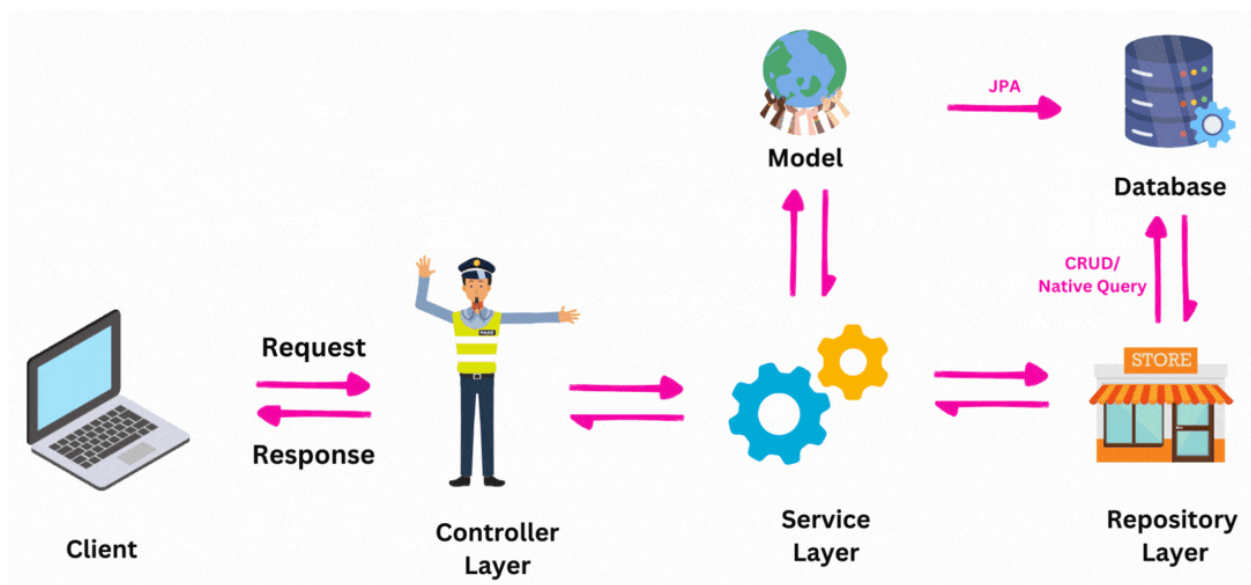 JPA
Model
Database
CRUD/
Native Query
Request
Response
STORE
Client
Controller
Layer
Service
Layer
Repository
Layer